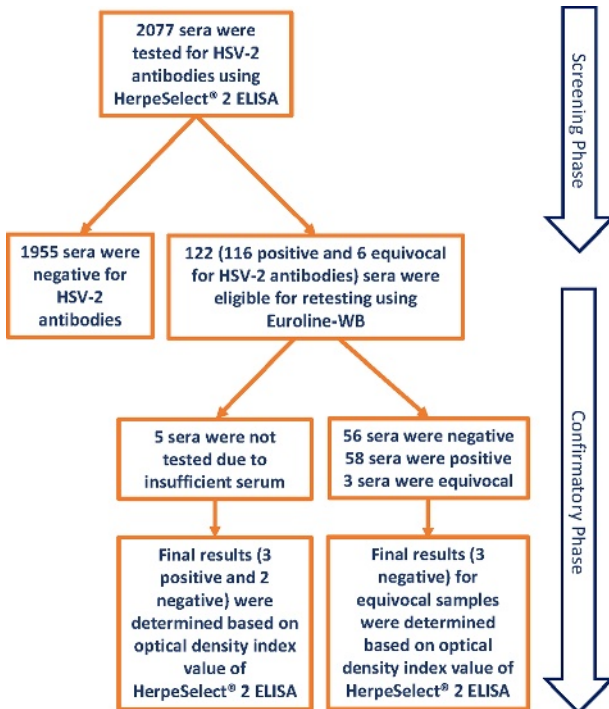 2077 sera were
tested for HSV-2
antibodies using
HerpeSelect® 2 ELISA
Screening Phase
1955 sera were
negative for
HSV-2
antibodies
122 (116 positive and 6 equivocal
for HSV-2 antibodies) sera were
eligible for retesting using
Euroline-WB
Confirmatory Phase
5 sera were not
tested due to
insufficient serum
56 sera were negative
58 sera were positive
3 sera were equivocal
Final results (3
positive and 2
negative) were
determined based on
optical density index
value of
HerpeSelect® 2 ELISA
Final results (3
negative) for
equivocal samples
were determined
based on optical
density index value of
HerpeSelect® 2 ELISA